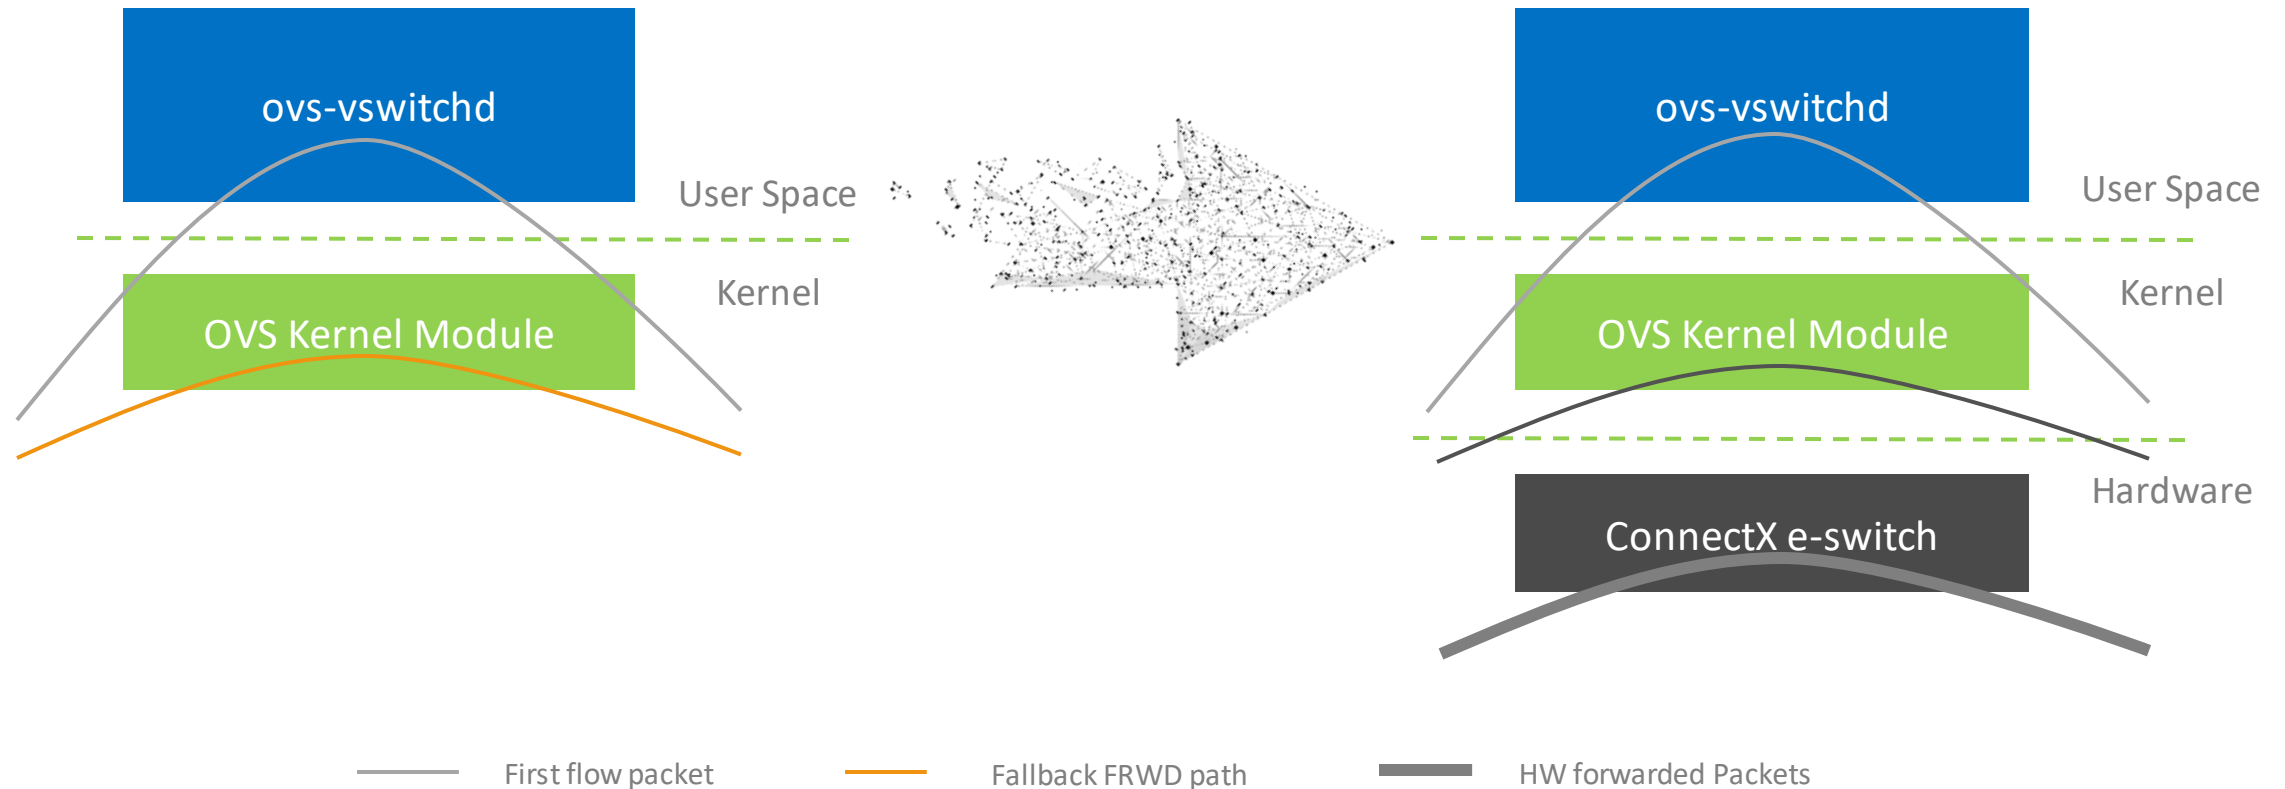 ovs-vswitchd
User Space
Kernel
OVS Kernel Module
ovs-vswitchd
User Space
Kernel
OVS Kernel Module
Hardware
ConnectX e-switch
First flow packet
Fallback FRWD path
HW forwarded Packets